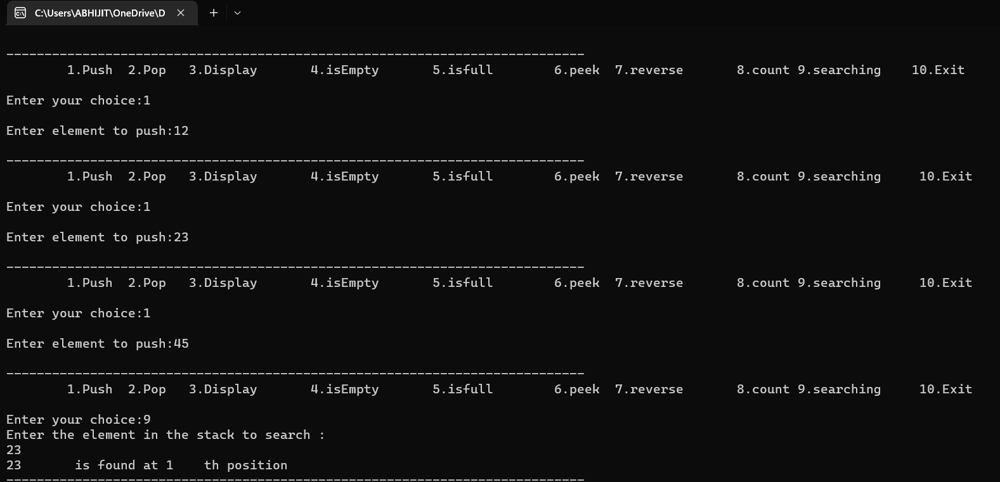 C:\Users\ABHIJIT\OneDrive\D
--------------------------------------------------------------------------------
1.Push 2.Pop 3.Display 4.isEmpty 5.isfull 6.peek 7.reverse 8.count 9.searching 10.Exit
Enter your choice:1
Enter element to push:12
--------------------------------------------------------------------------------
1.Push 2.Pop 3.Display 4.isEmpty 5.isfull 6.peek 7.reverse 8.count 9.searching 10.Exit
Enter your choice:1
Enter element to push:23
--------------------------------------------------------------------------------
1.Push 2.Pop 3.Display 4.isEmpty 5.isfull 6.peek 7.reverse 8.count 9.searching 10.Exit
Enter your choice:1
Enter element to push:45
--------------------------------------------------------------------------------
1.Push 2.Pop 3.Display 4.isEmpty 5.isfull 6.peek 7.reverse 8.count 9.searching 10.Exit
Enter your choice:9
Enter the element in the stack to search :
23
23 is found at 1 th position
--------------------------------------------------------------------------------